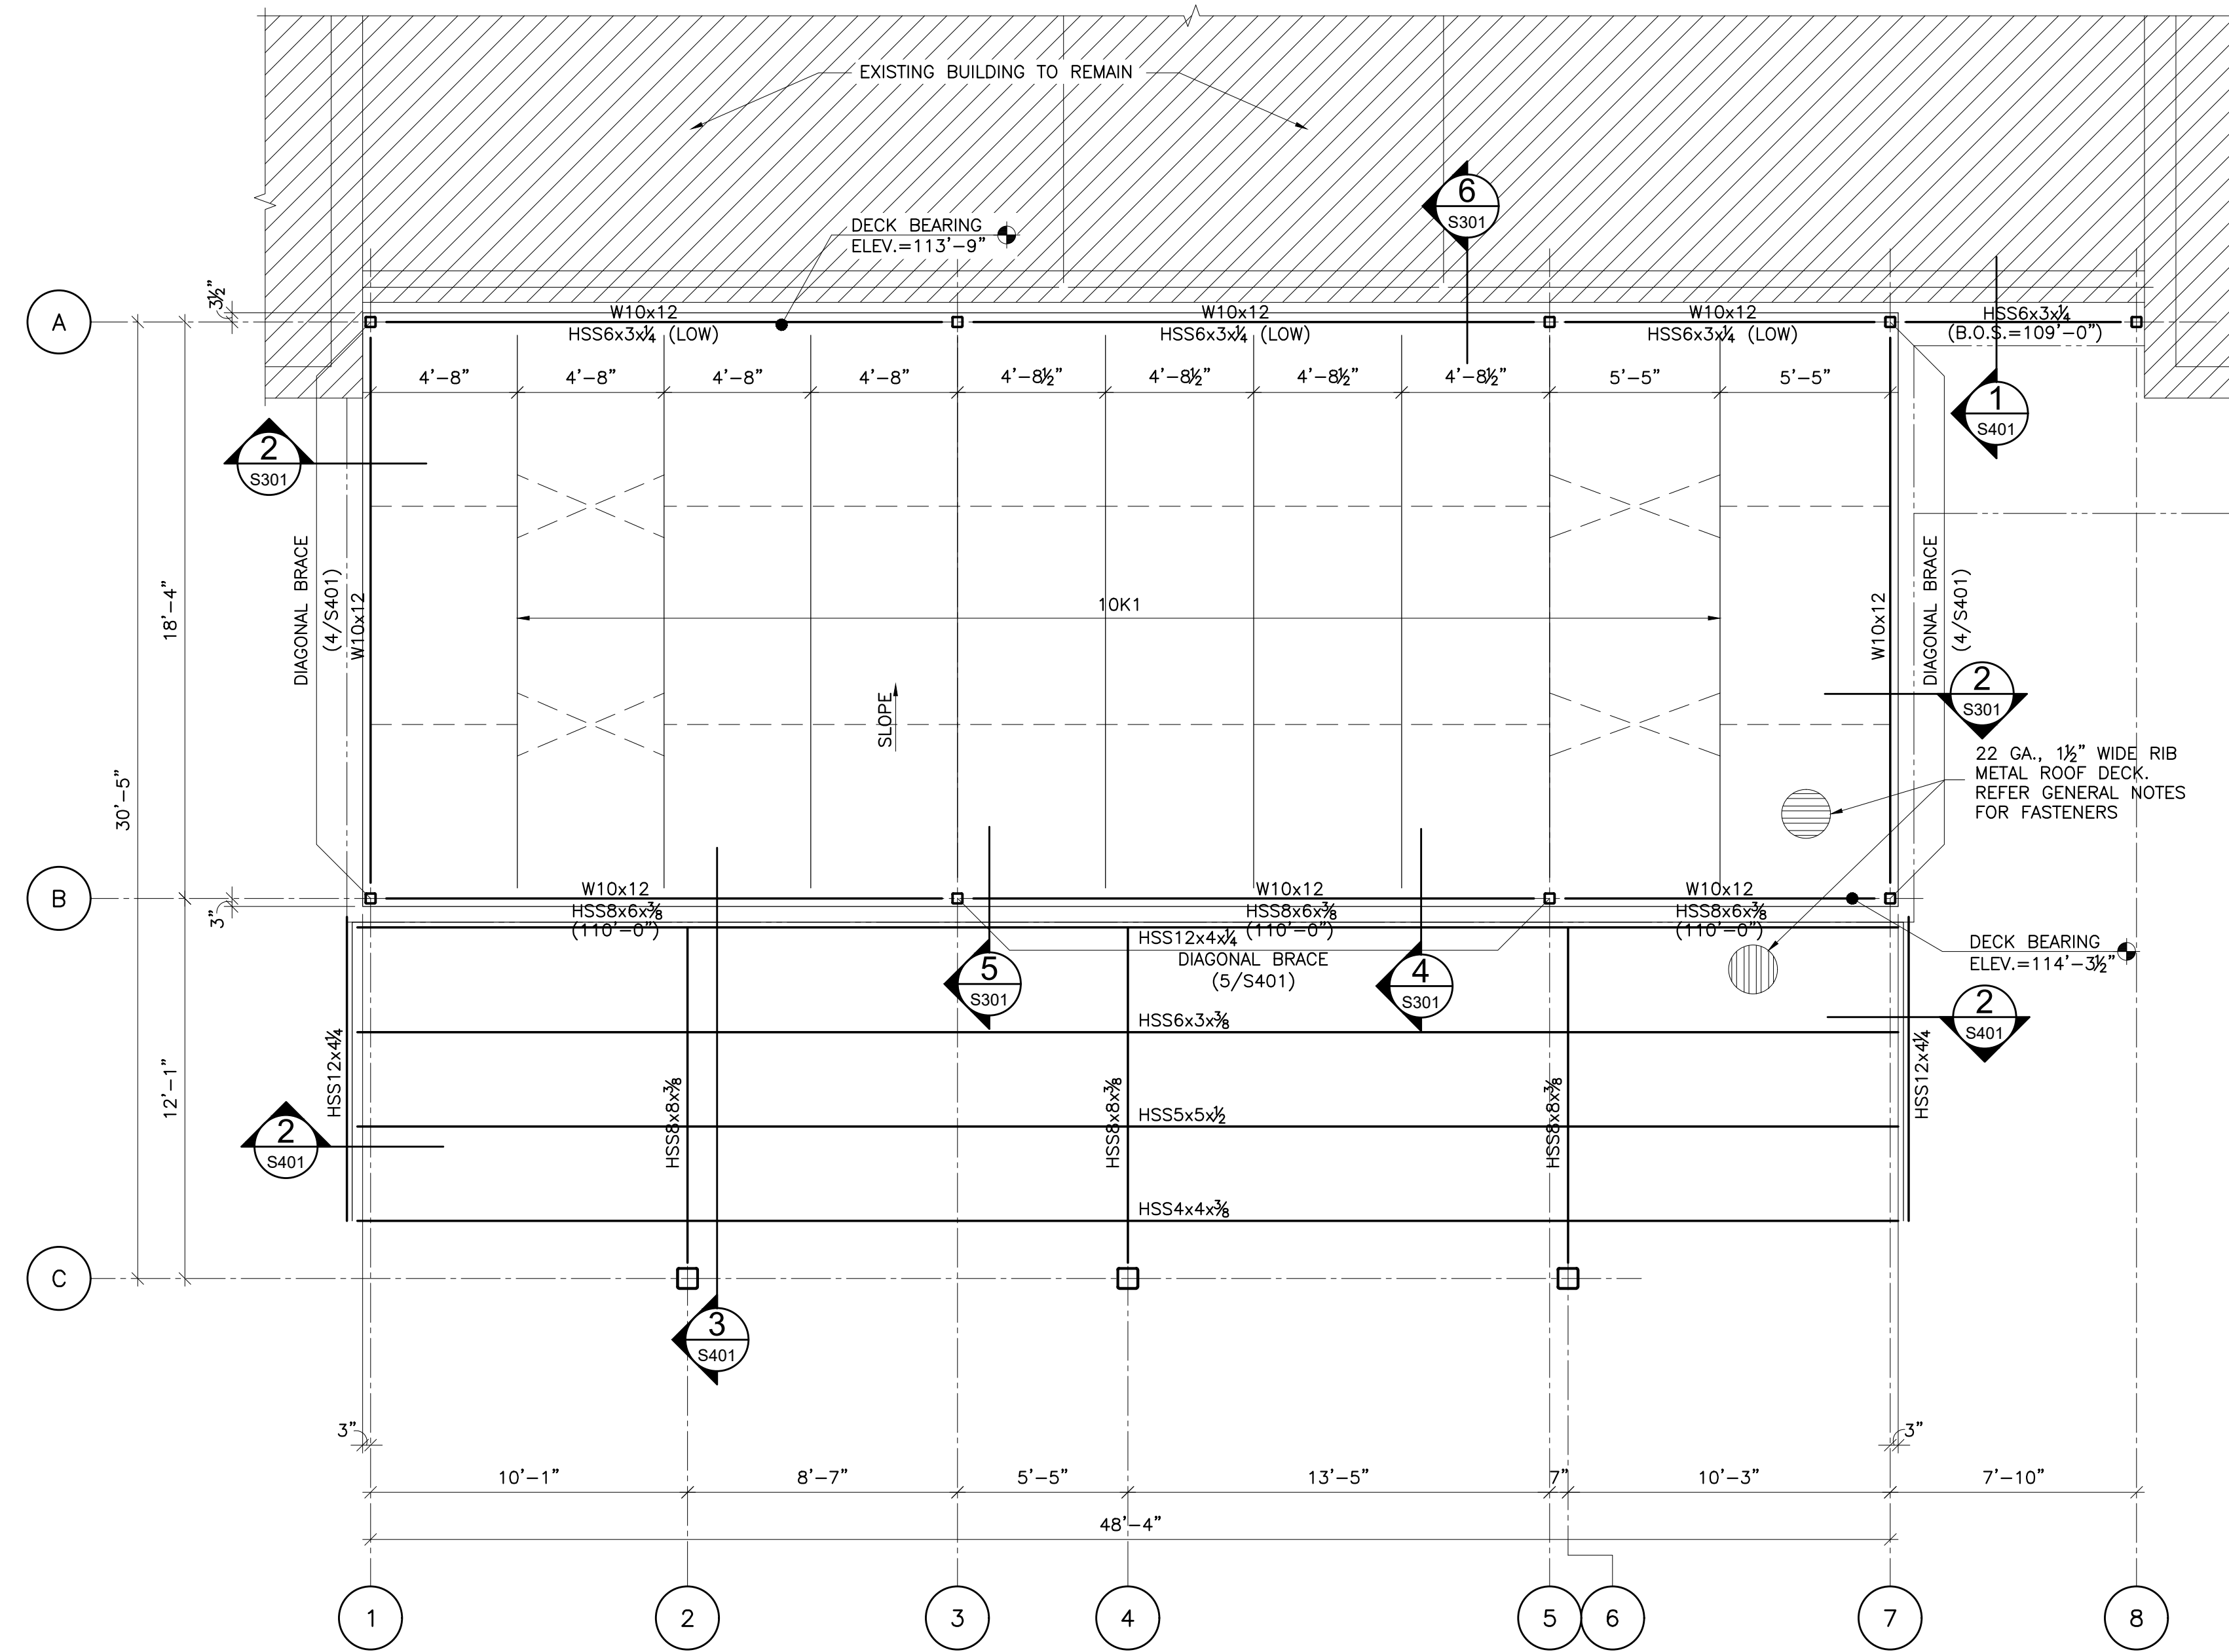 EXISTING BUILDING TO REMAIN
6
S301
DECK BEARING
ELEV.=113'-9"
3½"
A
W10x12
HSS6x3x¼ (LOW)
W10x12
HSS6x3x¼ (LOW)
W10x12
HSS6x3x¼ (LOW)
HSS6x3x¼
(B.O.S.=109'-0")
4'-8"
4'-8"
4'-8"
4'-8"
4'-8½"
4'-8½"
4'-8½"
4'-8½"
5'-5"
5'-5"
1
S401
2
S301
DIAGONAL BRACE
(4/S401)
W10x12
18'-4"
30'-5"
10K1
SLOPE
W10x12
DIAGONAL BRACE
(4/S401)
2
S301
22 GA., 1½" WIDE RIB
METAL ROOF DECK.
REFER GENERAL NOTES
FOR FASTENERS
B
3"
W10x12
HSS8x6x⅜
(110'-0")
W10x12
HSS8x6x⅜
(110'-0")
W10x12
HSS8x6x⅜
(110'-0")
HSS12x4x¼
DIAGONAL BRACE
(5/S401)
5
S301
4
S301
DECK BEARING
ELEV.=114'-3½"
2
S401
HSS6x3x⅜
HSS12x4¼
HSS12x4¼
12'-1"
HSS8x8x⅜
HSS8x8x⅜
HSS8x8x⅜
HSS5x5x½
2
S401
HSS4x4x⅜
C
3
S401
3"
3"
10'-1"
8'-7"
5'-5"
13'-5"
7"
10'-3"
7'-10"
48'-4"
1
2
3
4
5
6
7
8